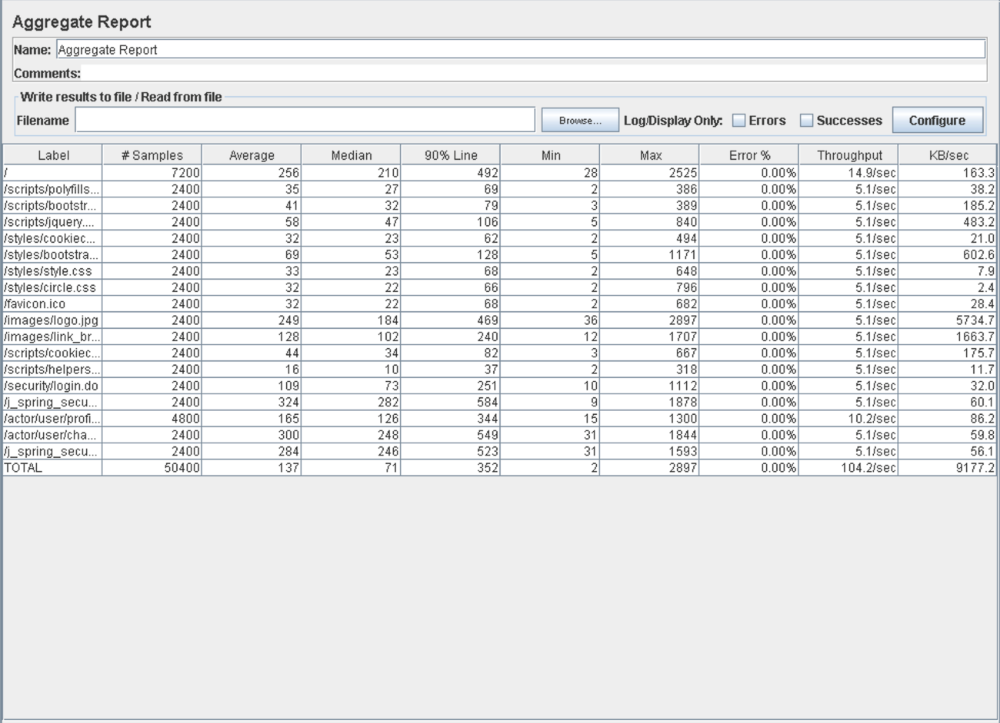 Aggregate Report
Name: Aggregate Report
Comments:
Write results to file / Read from file
Filename Browse... Log/Display Only: Errors Successes Configure
Label # Samples Average Median 90% Line Min Max Error % Throughput KB/sec
/ 7200 256 210 492 28 2525 0.00% 14.9/sec 163.3
/scripts/polyfills... 2400 35 27 69 2 386 0.00% 5.1/sec 38.2
/scripts/bootstr... 2400 41 32 79 3 389 0.00% 5.1/sec 185.2
/scripts/jquery.... 2400 58 47 106 5 840 0.00% 5.1/sec 483.2
/styles/cookiec... 2400 32 23 62 2 494 0.00% 5.1/sec 21.0
/styles/bootstra... 2400 69 53 128 5 1171 0.00% 5.1/sec 602.6
/styles/style.css 2400 33 23 68 2 648 0.00% 5.1/sec 7.9
/styles/circle.css 2400 32 22 66 2 796 0.00% 5.1/sec 2.4
/favicon.ico 2400 32 22 68 2 682 0.00% 5.1/sec 28.4
/images/logo.jpg 2400 249 184 469 36 2897 0.00% 5.1/sec 5734.7
/images/link_br... 2400 128 102 240 12 1707 0.00% 5.1/sec 1663.7
/scripts/cookiec... 2400 44 34 82 3 667 0.00% 5.1/sec 175.7
/scripts/helpers... 2400 16 10 37 2 318 0.00% 5.1/sec 11.7
/security/login.do 2400 109 73 251 10 1112 0.00% 5.1/sec 32.0
/j_spring_secu... 2400 324 282 584 9 1878 0.00% 5.1/sec 60.1
/actor/user/profi... 4800 165 126 344 15 1300 0.00% 10.2/sec 86.2
/actor/user/cha... 2400 300 248 549 31 1844 0.00% 5.1/sec 59.8
/j_spring_secu... 2400 284 246 523 31 1593 0.00% 5.1/sec 56.1
TOTAL 50400 137 71 352 2 2897 0.00% 104.2/sec 9177.2